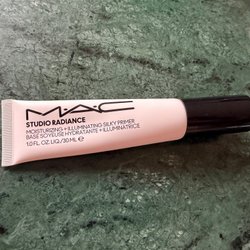 M·A·C
STUDIO RADIANCE
MOISTURIZING + ILLUMINATING SILKY PRIMER
BASE SOYEUSE HYDRATANTE + ILLUMINATRICE
1.0 FL. OZ. LIQ./30 ML ℮